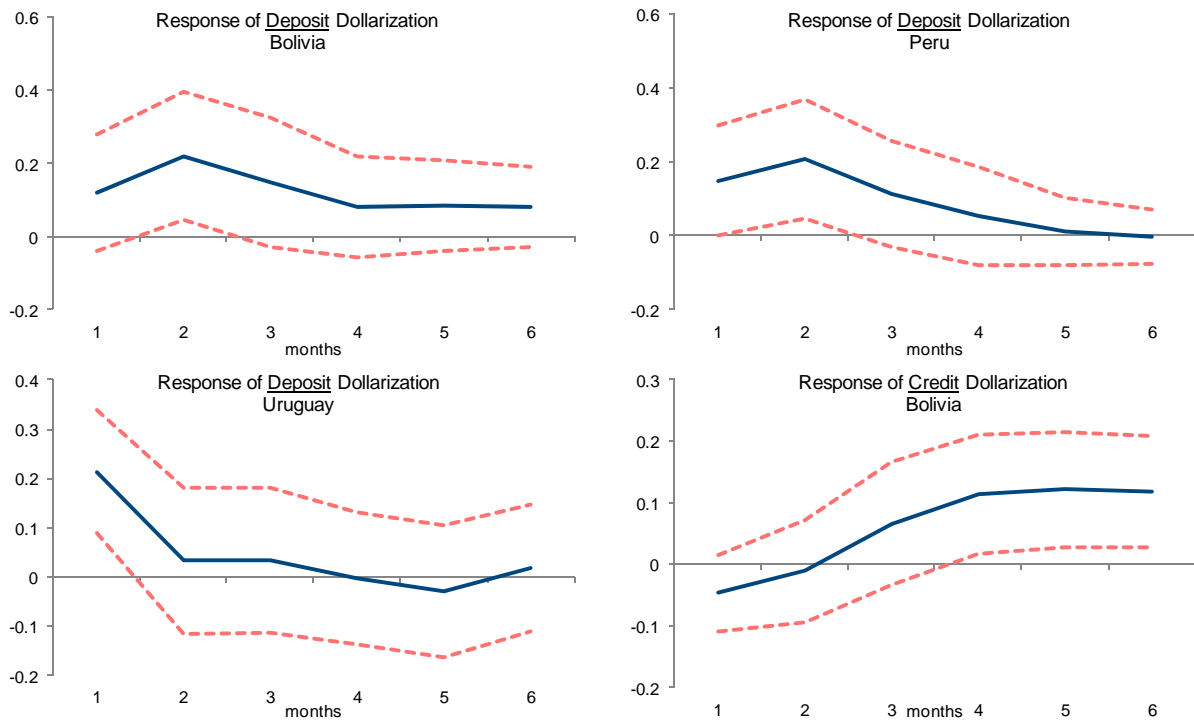 Response of Deposit Dollarization
Bolivia
0.6
0.4
0.2
0
-0.2
1 2 3 4 5 6
months
Response of Deposit Dollarization
Peru
0.6
0.4
0.2
0
-0.2
1 2 3 4 5 6
months
Response of Deposit Dollarization
Uruguay
0.4
0.3
0.2
0.1
0
-0.1
-0.2
1 2 3 4 5 6
months
Response of Credit Dollarization
Bolivia
0.3
0.2
0.1
0
-0.1
-0.2
1 2 3 months 4 5 6